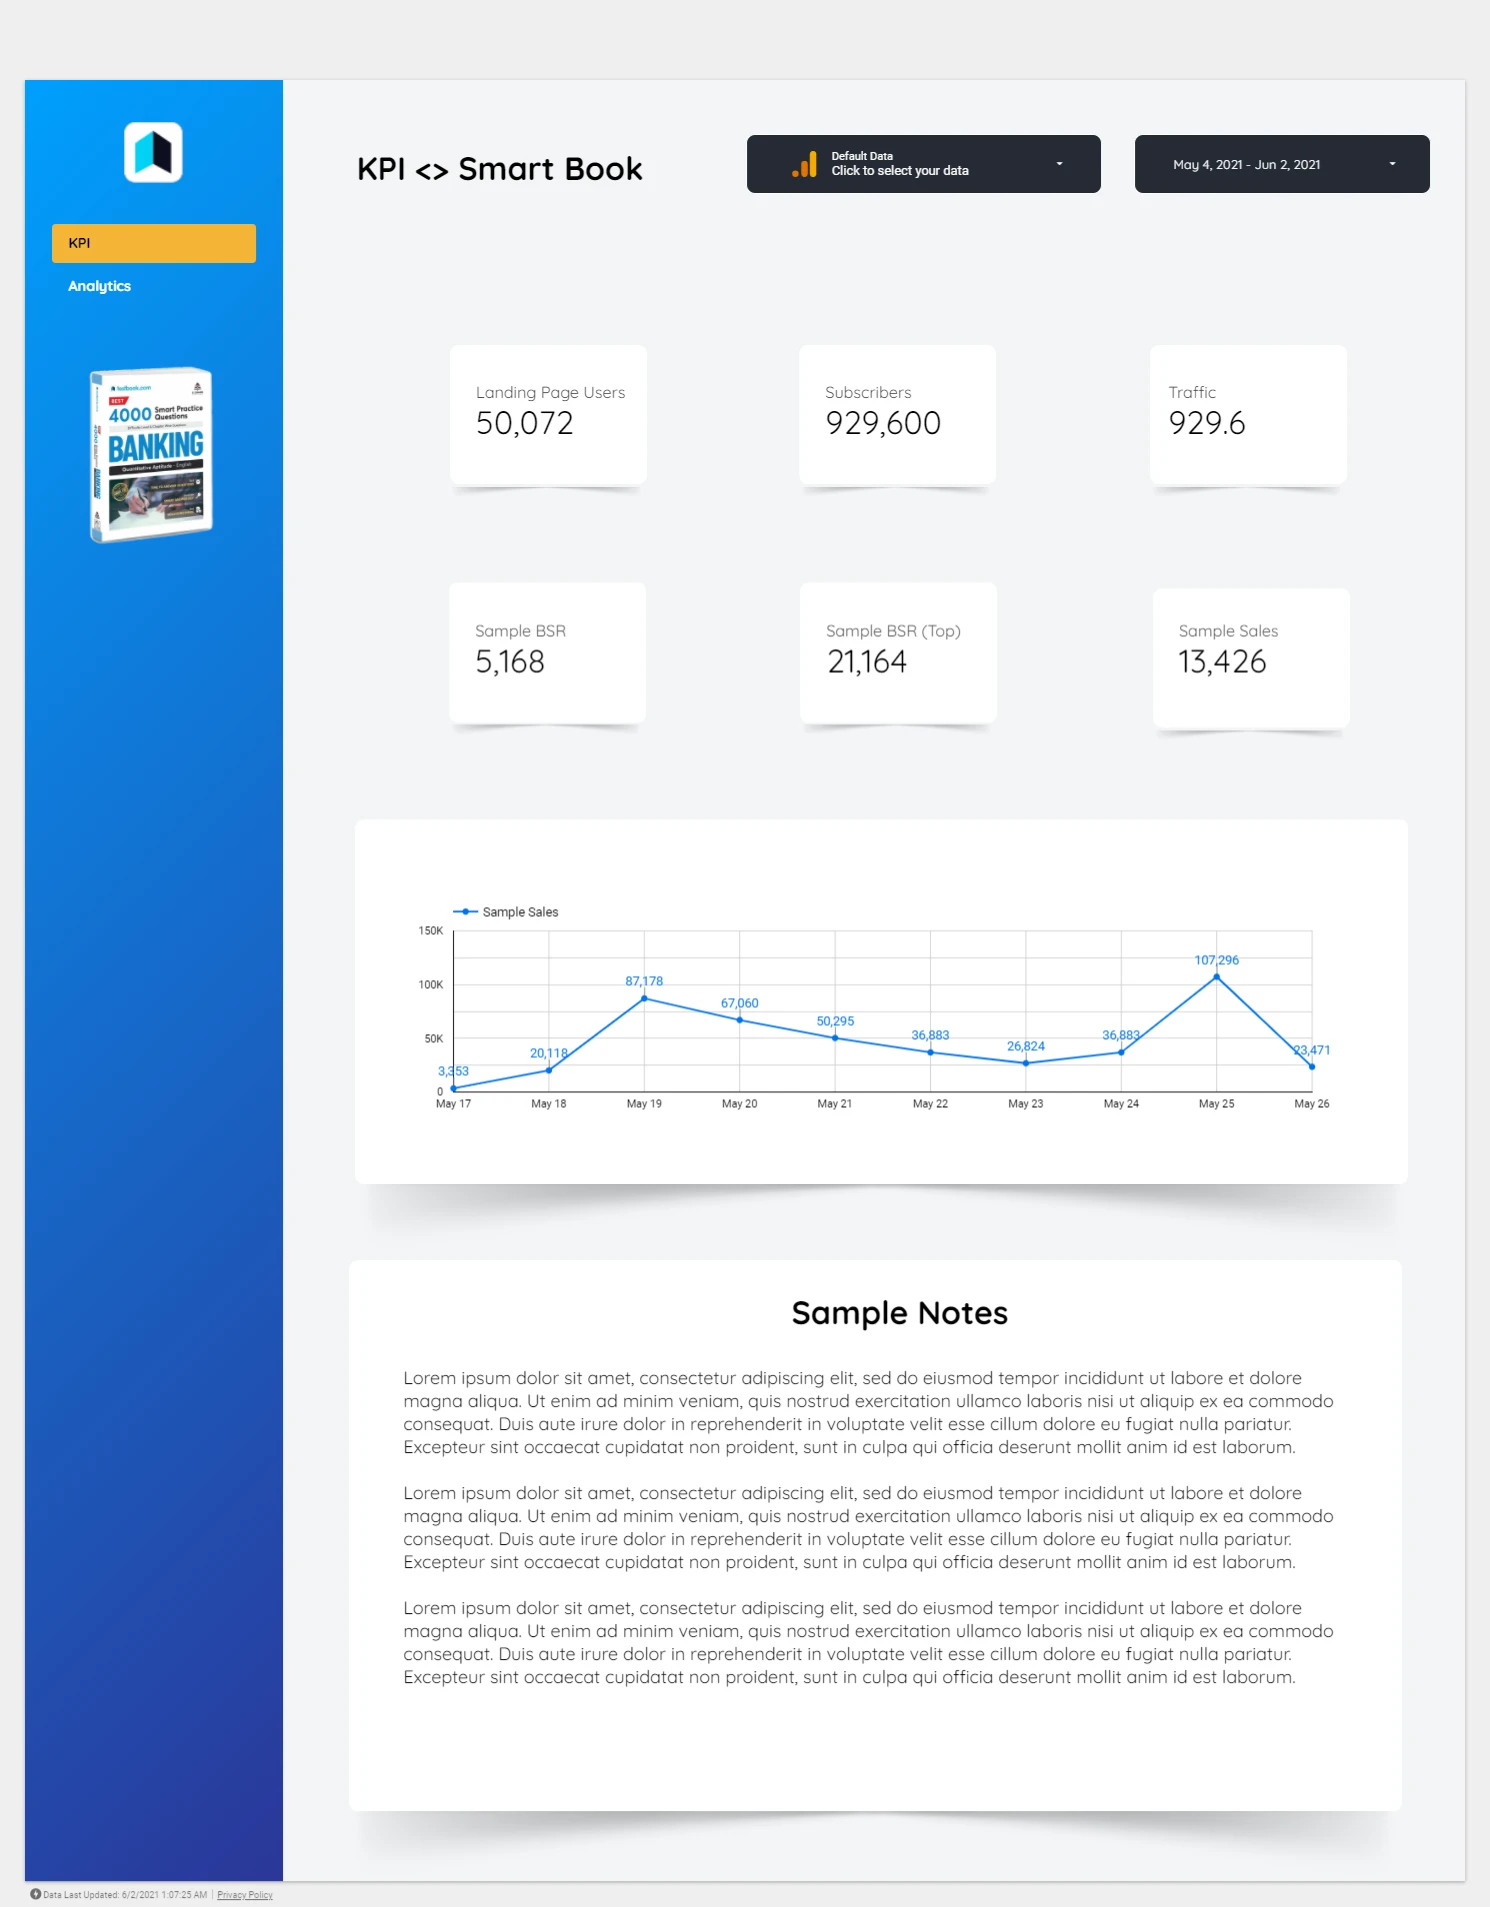 KPI <> Smart Book
Default Data
Click to select your data
May 4, 2021 - Jun 2, 2021
KPI
Analytics
testbook.com
BEST
4000 Smart Practice Questions
BANKING
Quantitative Aptitude - English
Landing Page Users
50,072
Subscribers
929,600
Traffic
929.6
Sample BSR
5,168
Sample BSR (Top)
21,164
Sample Sales
13,426
Sample Sales
150K
100K
50K
0
3,353
20,118
87,178
67,060
50,295
36,883
26,824
36,883
107,296
23,471
May 17
May 18
May 19
May 20
May 21
May 22
May 23
May 24
May 25
May 26
Sample Notes
Lorem ipsum dolor sit amet, consectetur adipiscing elit, sed do eiusmod tempor incididunt ut labore et dolore
magna aliqua. Ut enim ad minim veniam, quis nostrud exercitation ullamco laboris nisi ut aliquip ex ea commodo
consequat. Duis aute irure dolor in reprehenderit in voluptate velit esse cillum dolore eu fugiat nulla pariatur.
Excepteur sint occaecat cupidatat non proident, sunt in culpa qui officia deserunt mollit anim id est laborum.
Lorem ipsum dolor sit amet, consectetur adipiscing elit, sed do eiusmod tempor incididunt ut labore et dolore
magna aliqua. Ut enim ad minim veniam, quis nostrud exercitation ullamco laboris nisi ut aliquip ex ea commodo
consequat. Duis aute irure dolor in reprehenderit in voluptate velit esse cillum dolore eu fugiat nulla pariatur.
Excepteur sint occaecat cupidatat non proident, sunt in culpa qui officia deserunt mollit anim id est laborum.
Lorem ipsum dolor sit amet, consectetur adipiscing elit, sed do eiusmod tempor incididunt ut labore et dolore
magna aliqua. Ut enim ad minim veniam, quis nostrud exercitation ullamco laboris nisi ut aliquip ex ea commodo
consequat. Duis aute irure dolor in reprehenderit in voluptate velit esse cillum dolore eu fugiat nulla pariatur.
Excepteur sint occaecat cupidatat non proident, sunt in culpa qui officia deserunt mollit anim id est laborum.
Data Last Updated: 6/2/2021 1:07:25 AM | Privacy Policy